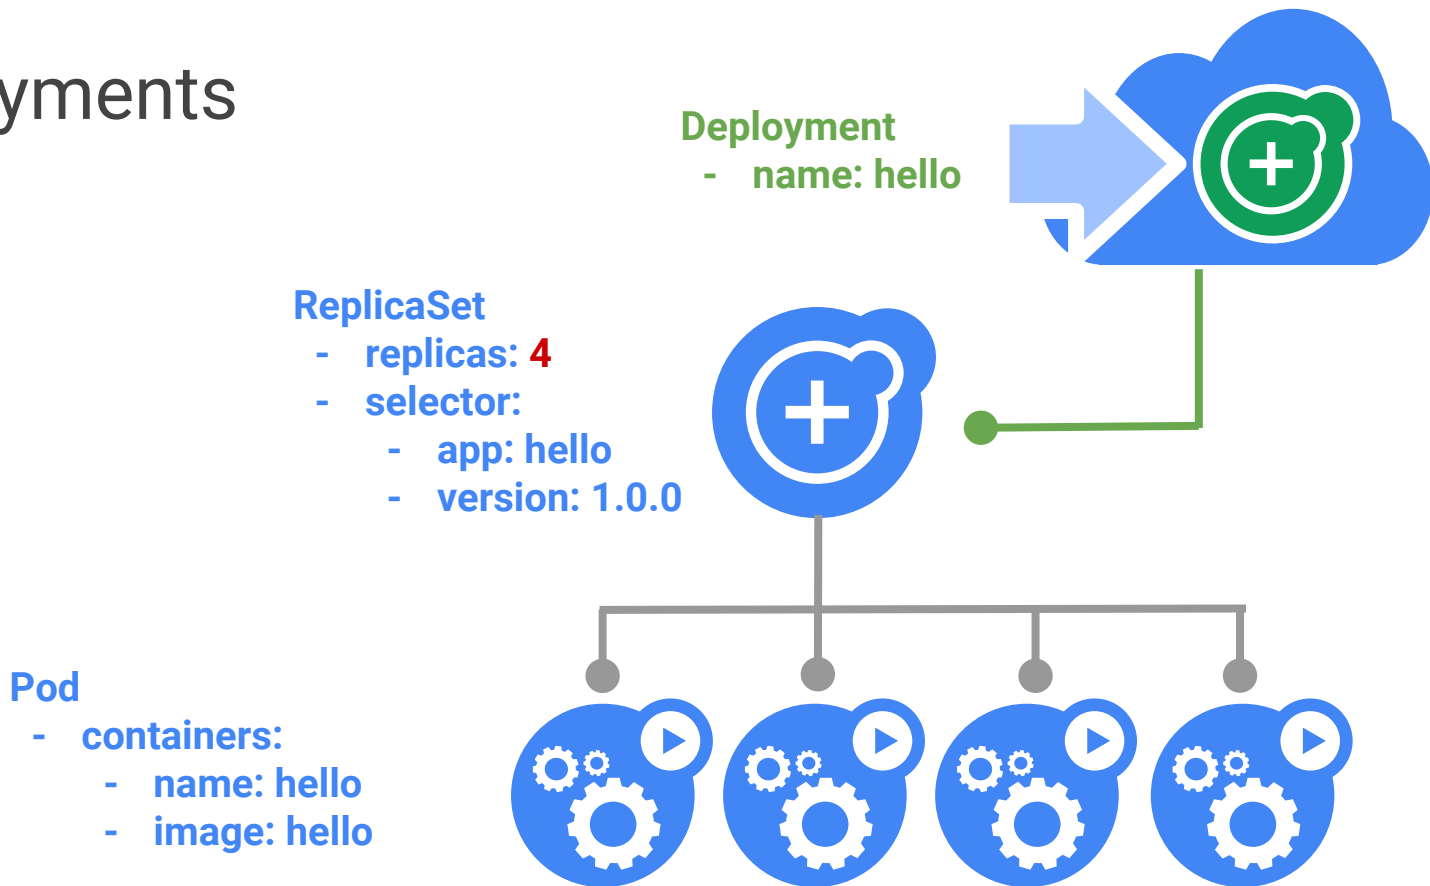 yments
Deployment
- name: hello
ReplicaSet
- replicas: 4
- selector:
- app: hello
- version: 1.0.0
Pod
- containers:
- name: hello
- image: hello